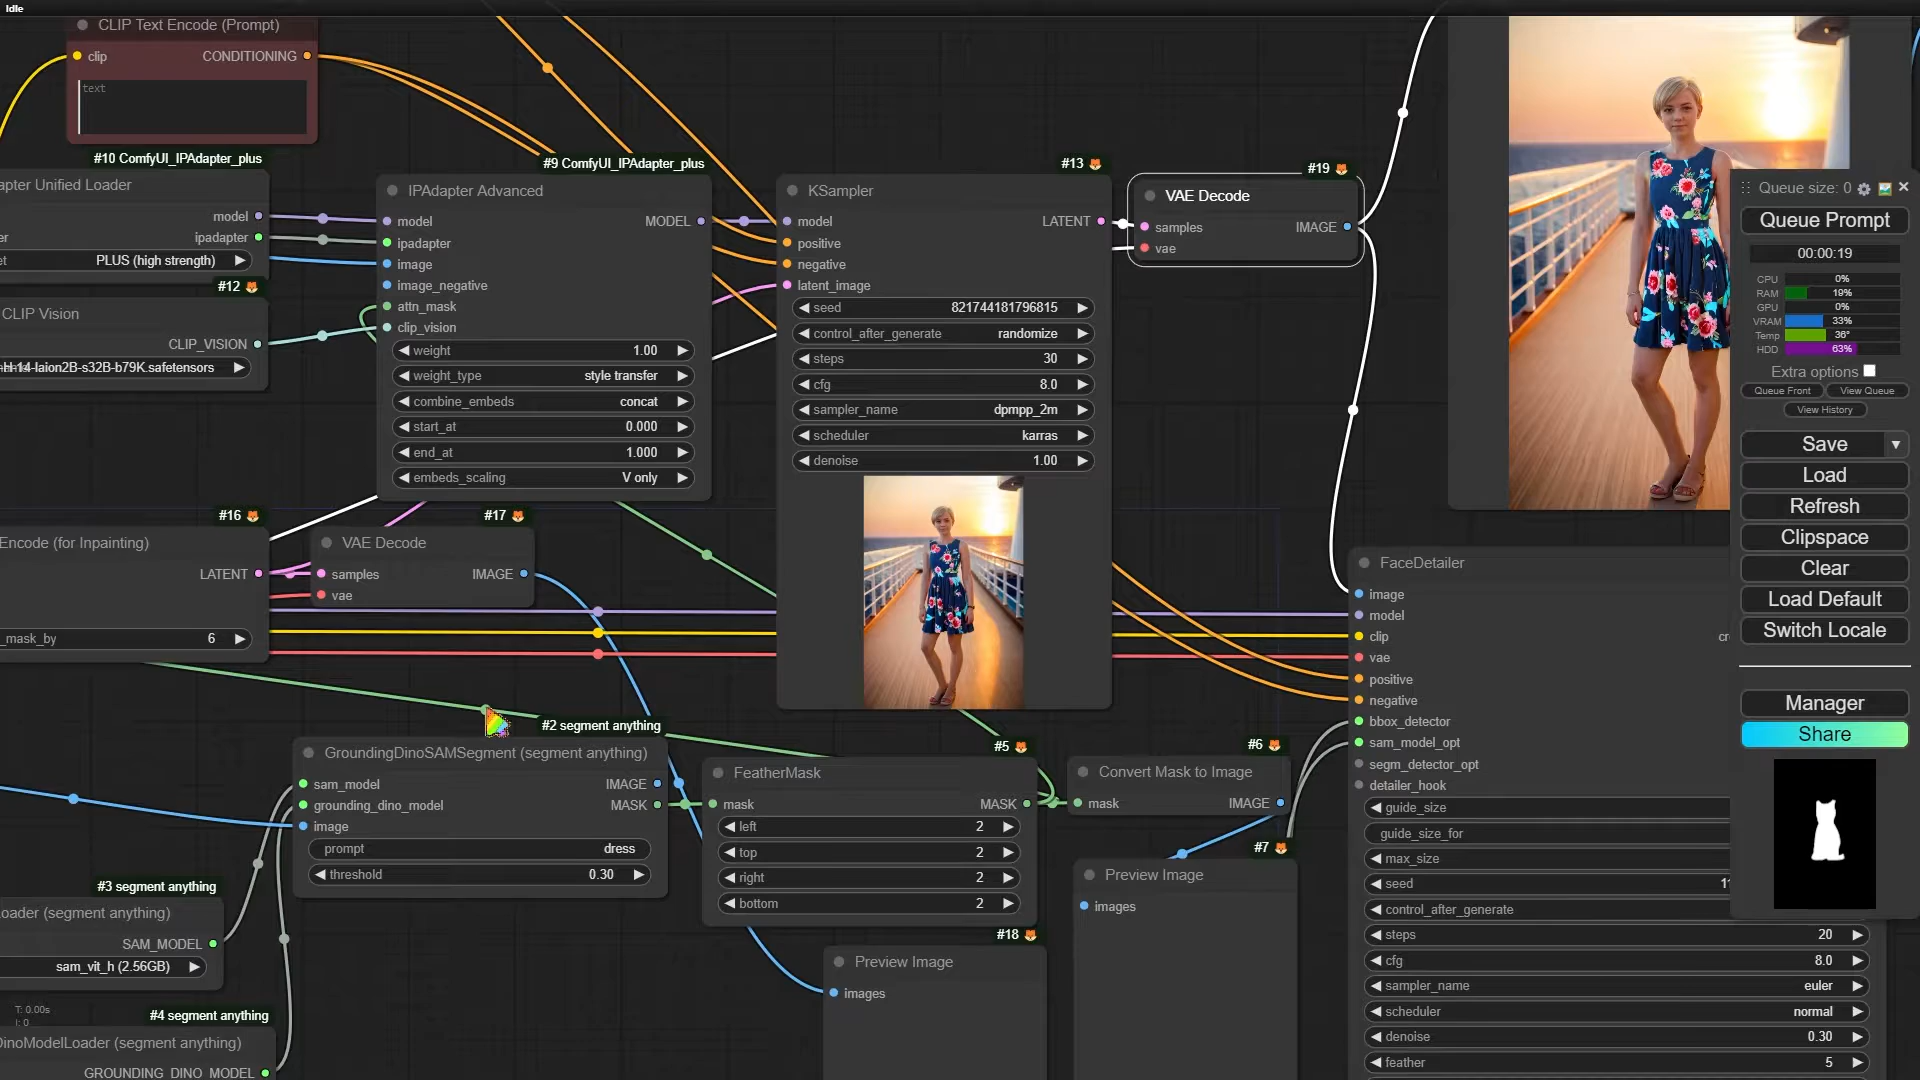 Idle
CLIP Text Encode (Prompt)
clip
CONDITIONING
text
#10 ComfyUI_IPAdapter_plus
apter Unified Loader
model
ipadapter
PLUS (high strength)
#12
CLIP Vision
CLIP_VISION
-H-14-laion2B-s32B-b79K.safetensors
#9 ComfyUI_IPAdapter_plus
IPAdapter Advanced
model
MODEL
ipadapter
image
image_negative
attn_mask
clip_vision
weight 1.00
weight_type style transfer
combine_embeds concat
start_at 0.000
end_at 1.000
embeds_scaling V only
#13
KSampler
model
LATENT
positive
negative
latent_image
seed 821744181796815
control_after_generate randomize
steps 30
cfg 8.0
sampler_name dpmpp_2m
scheduler karras
denoise 1.00
#19
VAE Decode
samples
IMAGE
vae
#16
Encode (for Inpainting)
LATENT
_mask_by 6
#17
VAE Decode
samples
IMAGE
vae
#2 segment anything
GroundingDinoSAMSegment (segment anything)
sam_model
IMAGE
grounding_dino_model
MASK
image
prompt dress
threshold 0.30
#3 segment anything
oader (segment anything)
SAM_MODEL
sam_vit_h (2.56GB)
T: 0.00s
I: 0
#4 segment anything
DinoModelLoader (segment anything)
GROUNDING_DINO_MODEL
#5
FeatherMask
mask
MASK
left 2
top 2
right 2
bottom 2
#6
Convert Mask to Image
mask
IMAGE
#7
Preview Image
images
#18
Preview Image
images
FaceDetailer
image
model
clip
cr
vae
positive
negative
bbox_detector
sam_model_opt
segm_detector_opt
detailer_hook
guide_size
guide_size_for
max_size
seed 11
control_after_generate
steps 20
cfg 8.0
sampler_name euler
scheduler normal
denoise 0.30
feather 5
Queue size: 0
Queue Prompt
00:00:19
CPU 0%
RAM 19%
GPU 0%
VRAM 33%
Temp 36°
HDD 63%
Extra options
Queue Front
View Queue
View History
Save
Load
Refresh
Clipspace
Clear
Load Default
Switch Locale
Manager
Share